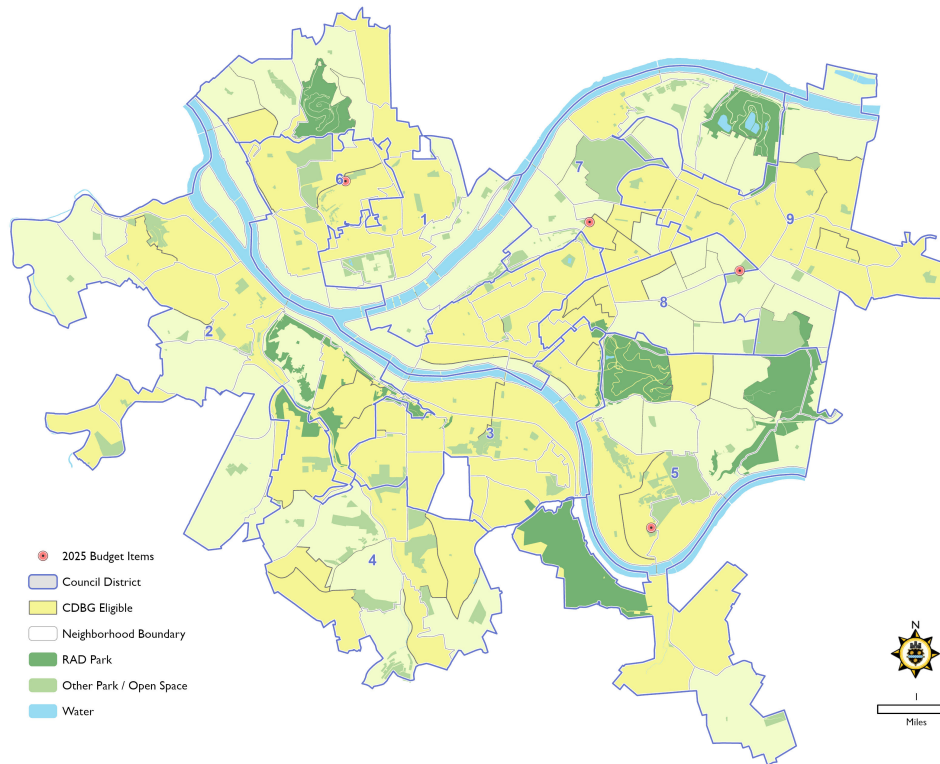 6
1
7
9
8
2
3
5
4
2025 Budget Items
Council District
CDBG Eligible
Neighborhood Boundary
RAD Park
Other Park / Open Space
Water
N
1
Miles